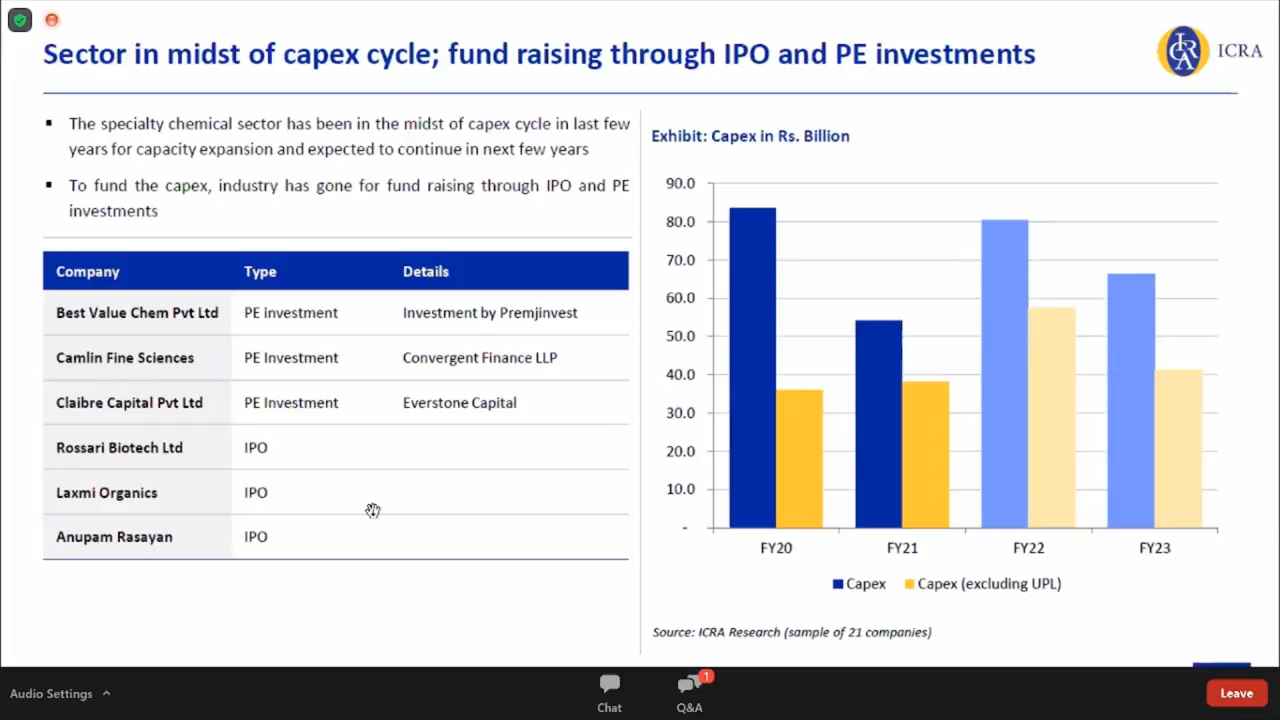 Sector in midst of capex cycle; fund raising through IPO and PE investments
ICRA
ICRA
▪ The specialty chemical sector has been in the midst of capex cycle in last few
years for capacity expansion and expected to continue in next few years
▪ To fund the capex, industry has gone for fund raising through IPO and PE
investments
Company Type Details
Best Value Chem Pvt Ltd PE investment Investment by Premjinvest
Camlin Fine Sciences PE Investment Convergent Finance LLP
Claibre Capital Pvt Ltd PE Investment Everstone Capital
Rossari Biotech Ltd IPO
Laxmi Organics IPO
Anupam Rasayan IPO
Exhibit: Capex in Rs. Billion
90.0
80.0
70.0
60.0
50.0
40.0
30.0
20.0
10.0
-
FY20 FY21 FY22 FY23
Capex Capex (excluding UPL)
Source: ICRA Research (sample of 21 companies)
Audio Settings
Chat
1
Q&A
Leave